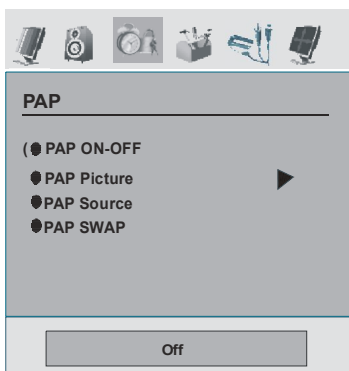 PAP
( ● PAP ON-OFF
● PAP Picture
● PAP Source
● PAP SWAP
Off